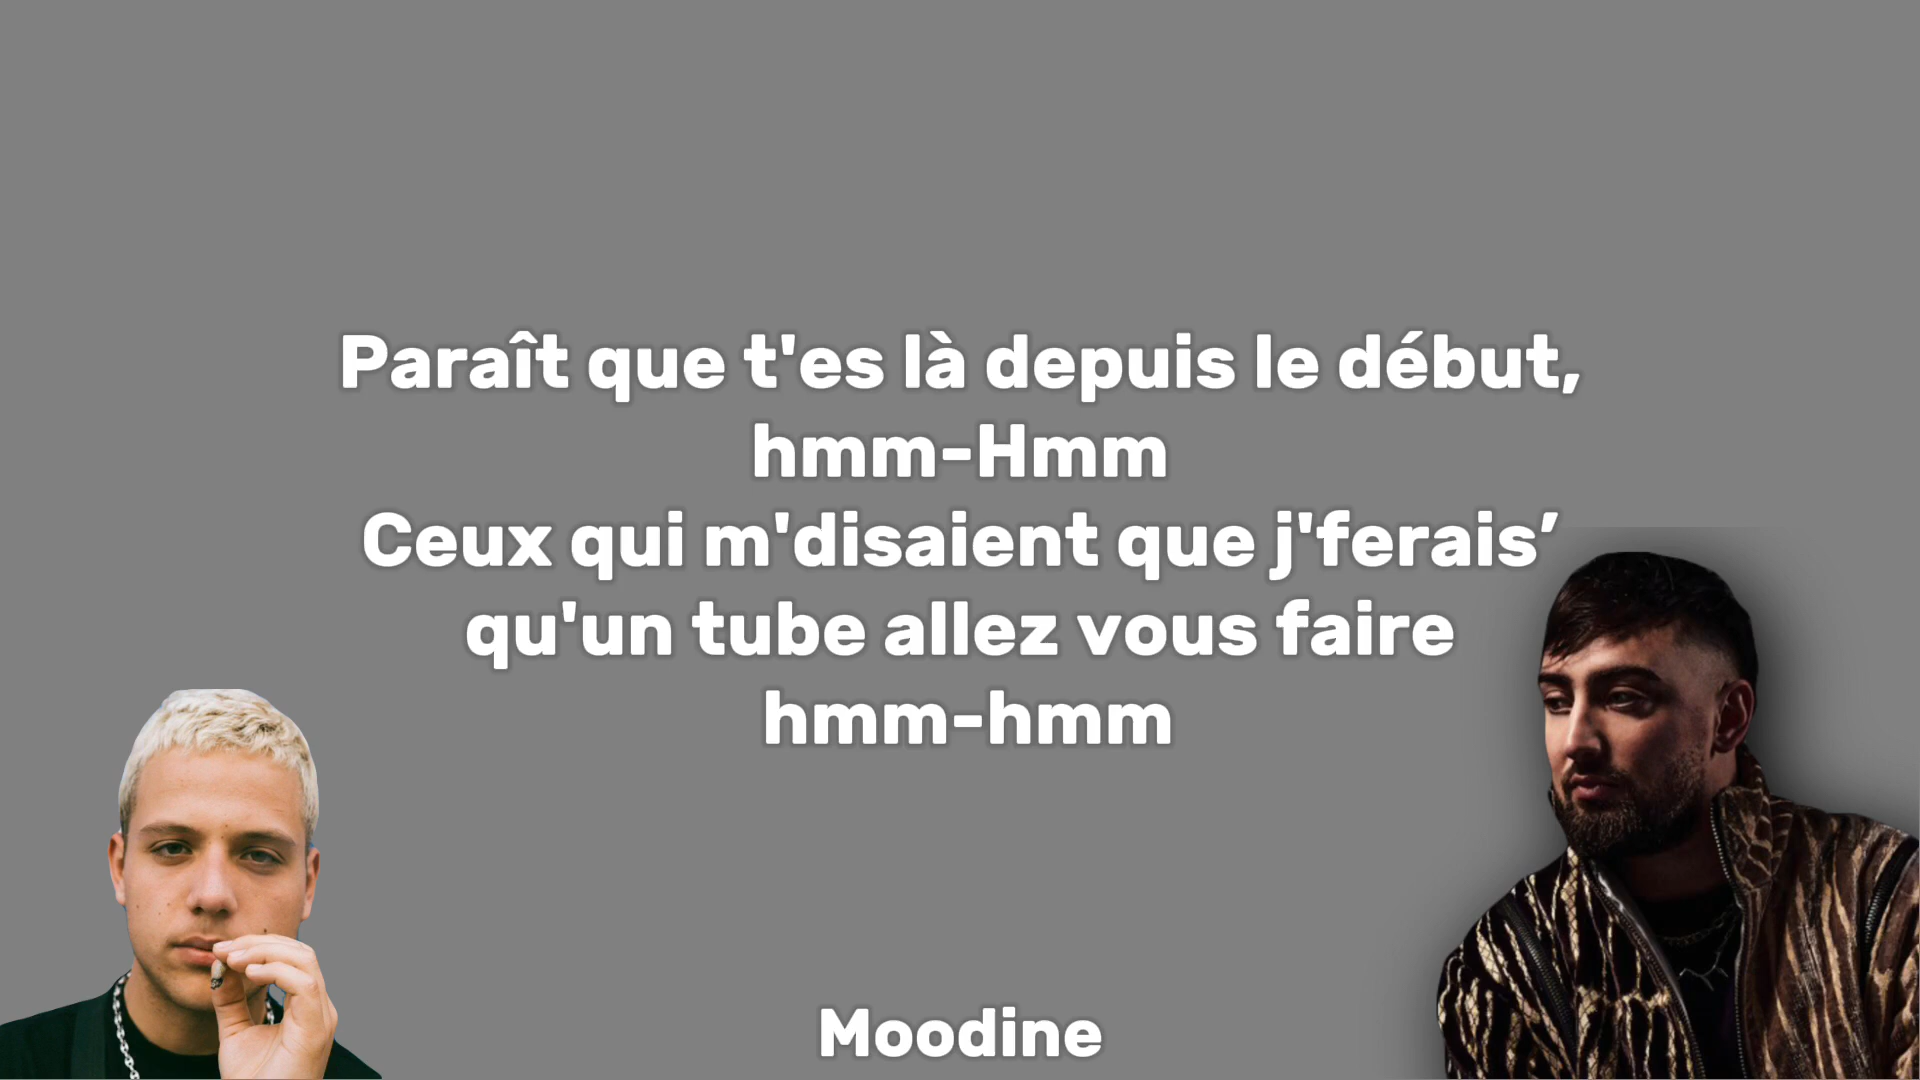 Paraît que t'es là depuis le début,
hmm-Hmm
Ceux qui m'disaient que j'ferais’
qu'un tube allez vous faire
hmm-hmm
Moodine